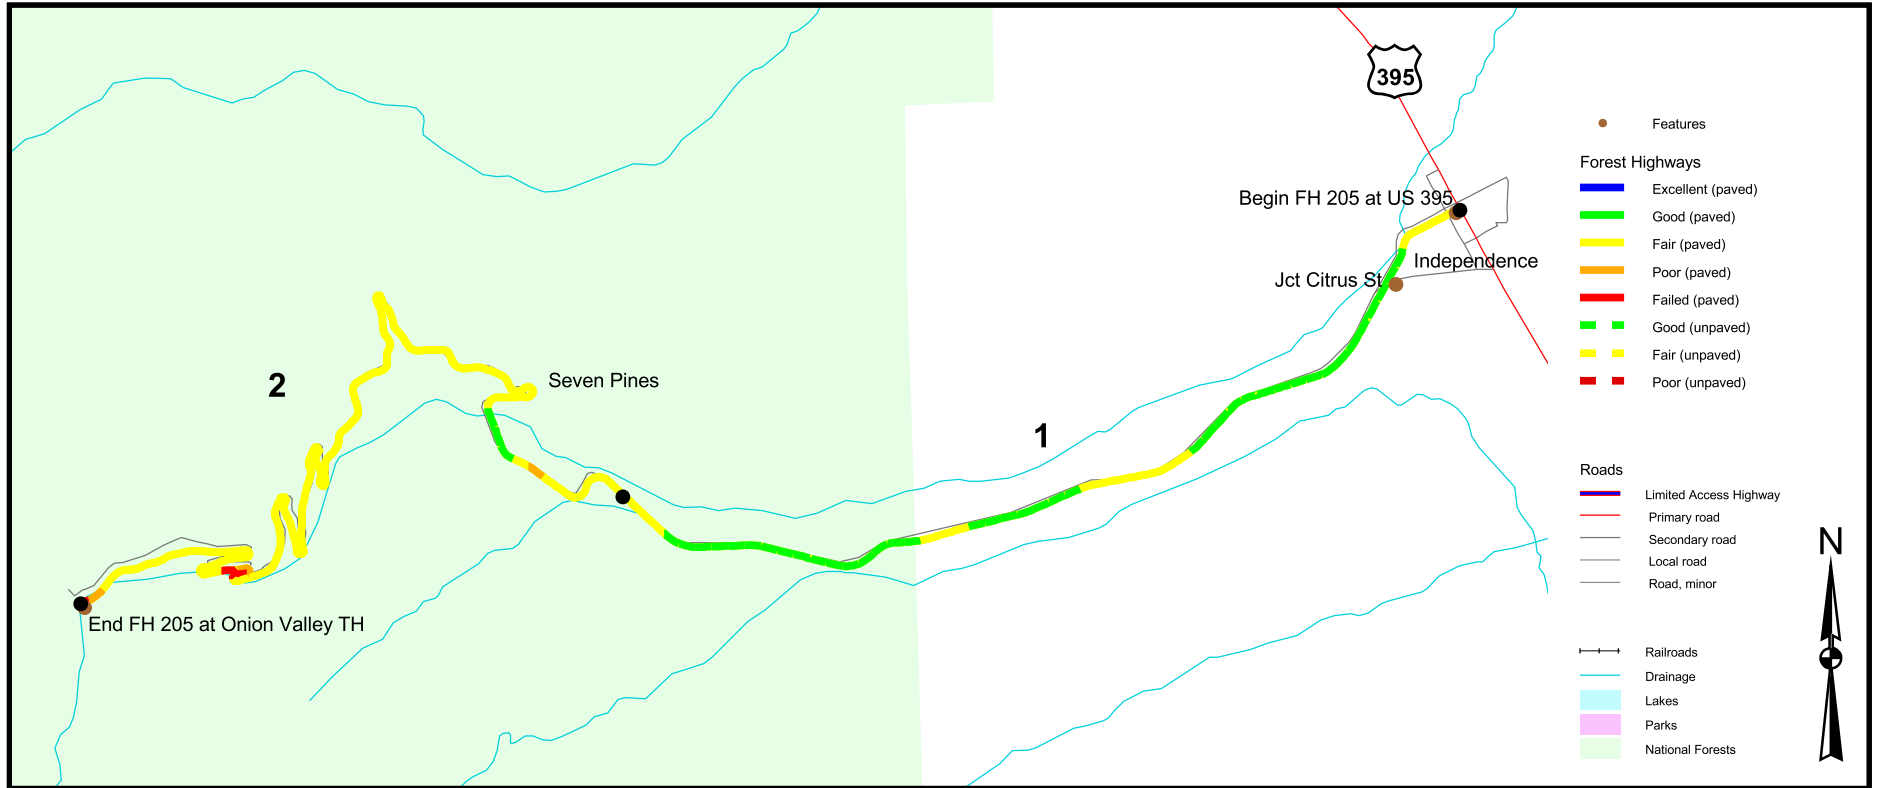 395
Begin FH 205 at US 395
Independence
Jct Citrus St
Seven Pines
2
1
End FH 205 at Onion Valley TH
Features
Forest Highways
Excellent (paved)
Good (paved)
Fair (paved)
Poor (paved)
Failed (paved)
Good (unpaved)
Fair (unpaved)
Poor (unpaved)
Roads
Limited Access Highway
Primary road
Secondary road
Local road
Road, minor
Railroads
Drainage
Lakes
Parks
National Forests
N